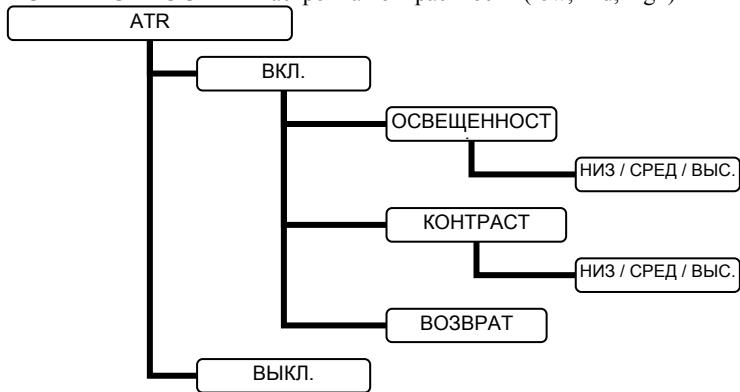 ATR
ВКЛ.
ОСВЕЩЕННОСТ
НИЗ / СРЕД / ВЫС.
КОНТРАСТ
НИЗ / СРЕД / ВЫС.
ВОЗВРАТ
ВЫКЛ.